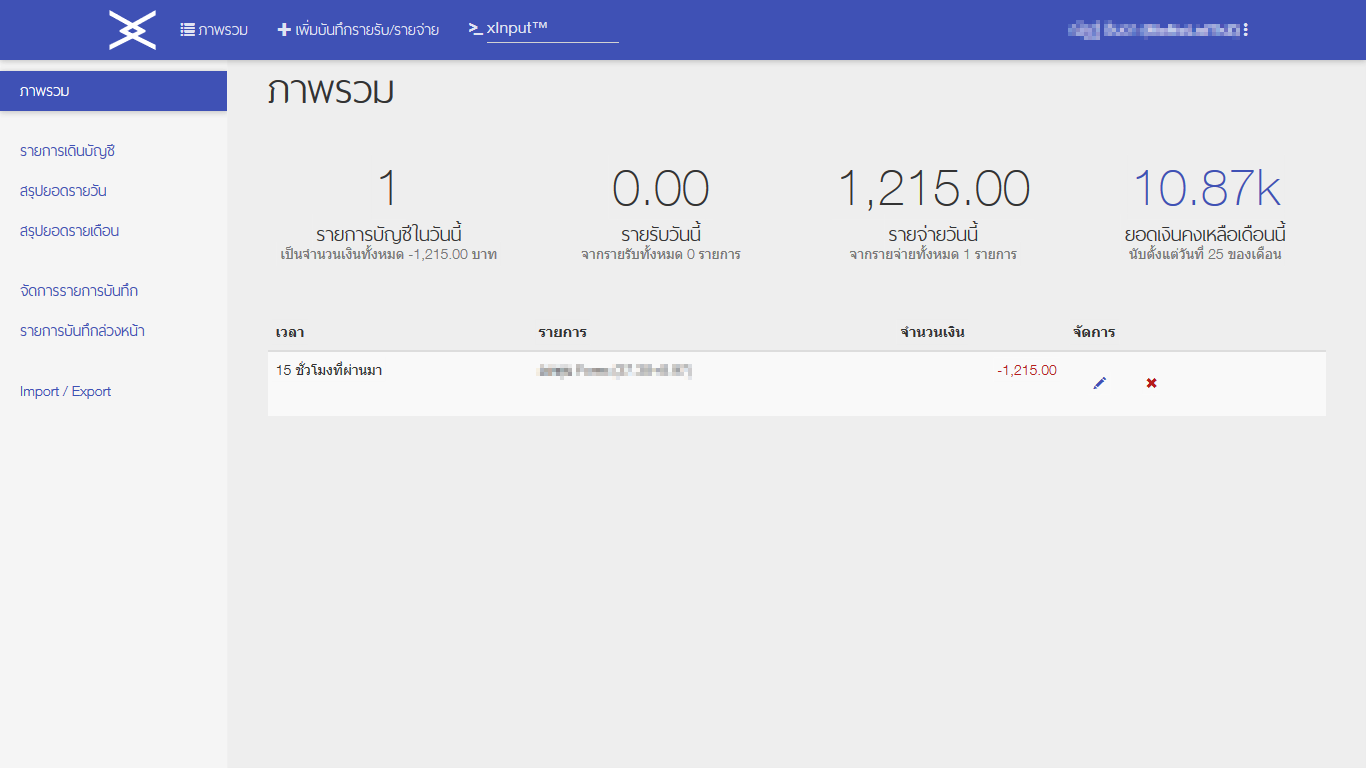 ภาพรวม
เพิ่มบันทึกรายรับ/รายจ่าย
xInput™
ภาพรวม
รายการเดินบัญชี
สรุปยอดรายวัน
สรุปยอดรายเดือน
จัดการรายการบันทึก
รายการบันทึกล่วงหน้า
Import / Export
ภาพรวม
1
รายการบัญชีในวันนี้
เป็นจำนวนเงินทั้งหมด -1,215.00 บาท
0.00
รายรับวันนี้
จากรายรับทั้งหมด 0 รายการ
1,215.00
รายจ่ายวันนี้
จากรายจ่ายทั้งหมด 1 รายการ
10.87k
ยอดเงินคงเหลือเดือนนี้
นับตั้งแต่วันที่ 25 ของเดือน
เวลา รายการ จำนวนเงิน จัดการ
15 ชั่วโมงที่ผ่านมา -1,215.00